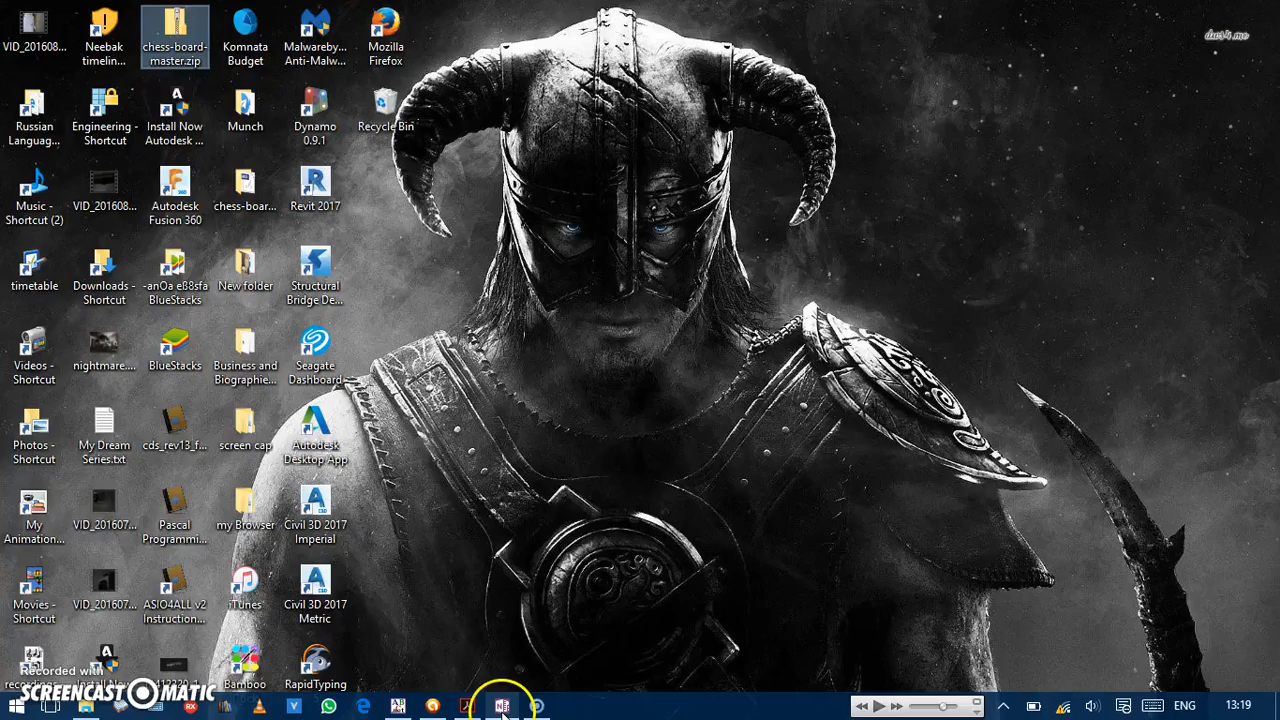 VID_201608...
Neebak
timelin...
chess-board-
master.zip
Komnata
Budget
Malwareby...
Anti-Malw...
Mozilla
Firefox
Russian
Languag...
Engineering -
Shortcut
Install Now
Autodesk ...
Munch
Dynamo
0.9.1
Recycle Bin
Music -
Shortcut (2)
VID_201608...
Autodesk
Fusion 360
chess-boar...
Revit 2017
timetable
Downloads -
Shortcut
-anOa eß8sfa
BlueStacks
New folder
Structural
Bridge De...
Videos -
Shortcut
nightmare....
BlueStacks
Business and
Biographie...
Seagate
Dashboard
Photos -
Shortcut
My Dream
Series.txt
cds_rev13_f...
screen cap
Autodesk
Desktop App
My
Animation...
VID_201607...
Pascal
Programmi...
my Browser
Civil 3D 2017
Imperial
Movies -
Shortcut
VID_201607...
ASIO4ALL v2
Instruction...
iTunes
Civil 3D 2017
Metric
Install Now
Bamboo
RapidTyping
Recorded with
SCREENCAST MATIC
ENG
13:19